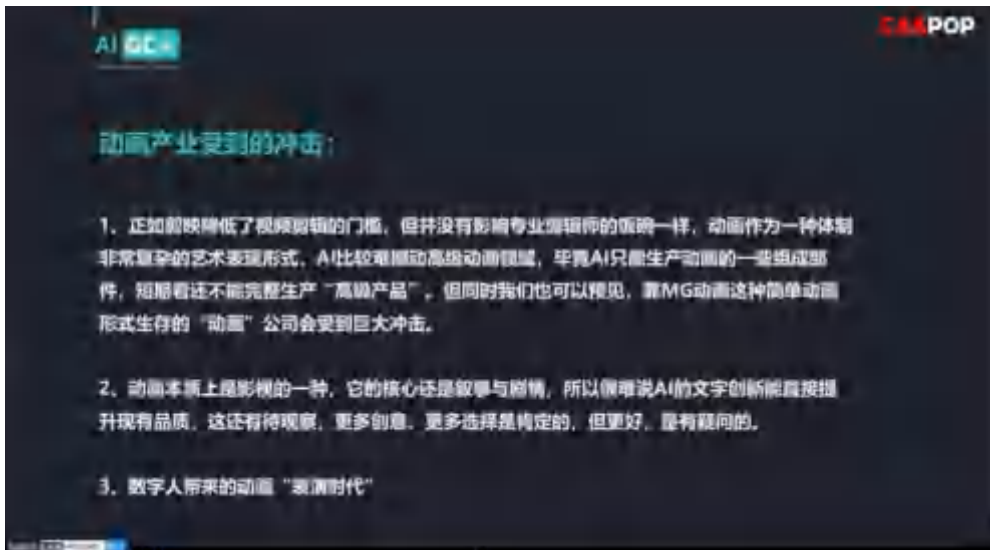 AI GC+
CAAPOP
动画产业受到的冲击：
1、正如剪映降低了视频剪辑的门槛，但并没有影响专业编辑师的饭碗一样，动画作为一种体制
非常复杂的艺术表现形式，AI比较难撼动高级动画领域，毕竟AI只能生产动画的一些组成部
件，短期看还不能完整生产“高级产品”。但同时我们也可以预见，靠MG动画这种简单动画
形式生存的“动画”公司会受到巨大冲击。
2、动画本质上是影视的一种，它的核心还是叙事与剧情，所以很难说AI的文字创新能直接提
升现有品质，这还有待观察，更多创意、更多选择是肯定的，但更好，是有疑问的。
3、数字人带来的动画“表演时代”